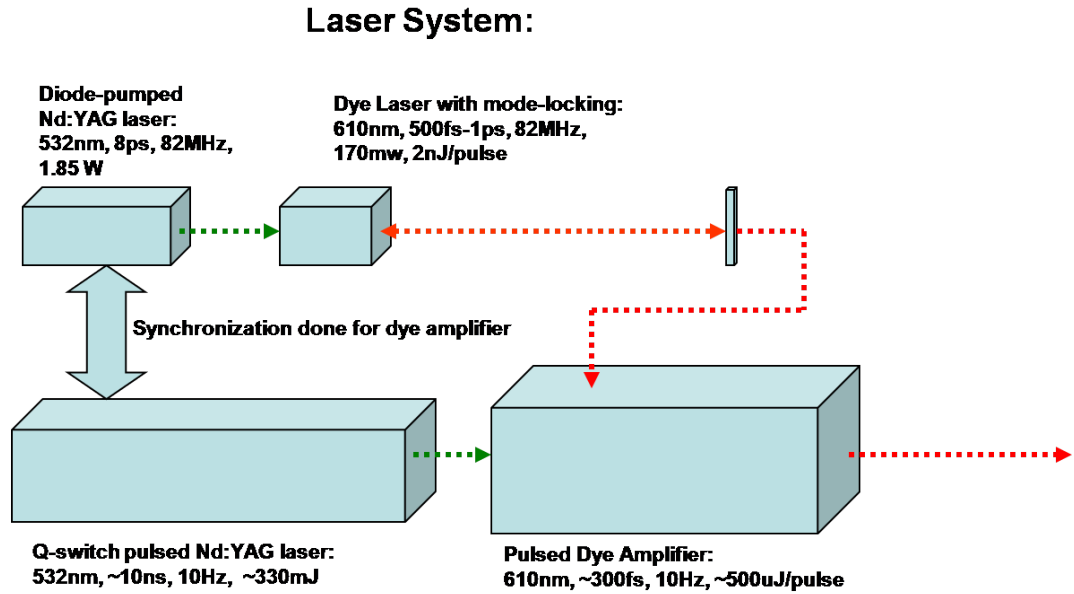 Laser System:
Diode-pumped
Nd:YAG laser:
532nm, 8ps, 82MHz,
1.85 W
Dye Laser with mode-locking:
610nm, 500fs-1ps, 82MHz,
170mw, 2nJ/pulse
Synchronization done for dye amplifier
Q-switch pulsed Nd:YAG laser:
532nm, ~10ns, 10Hz, ~330mJ
Pulsed Dye Amplifier:
610nm, ~300fs, 10Hz, ~500uJ/pulse